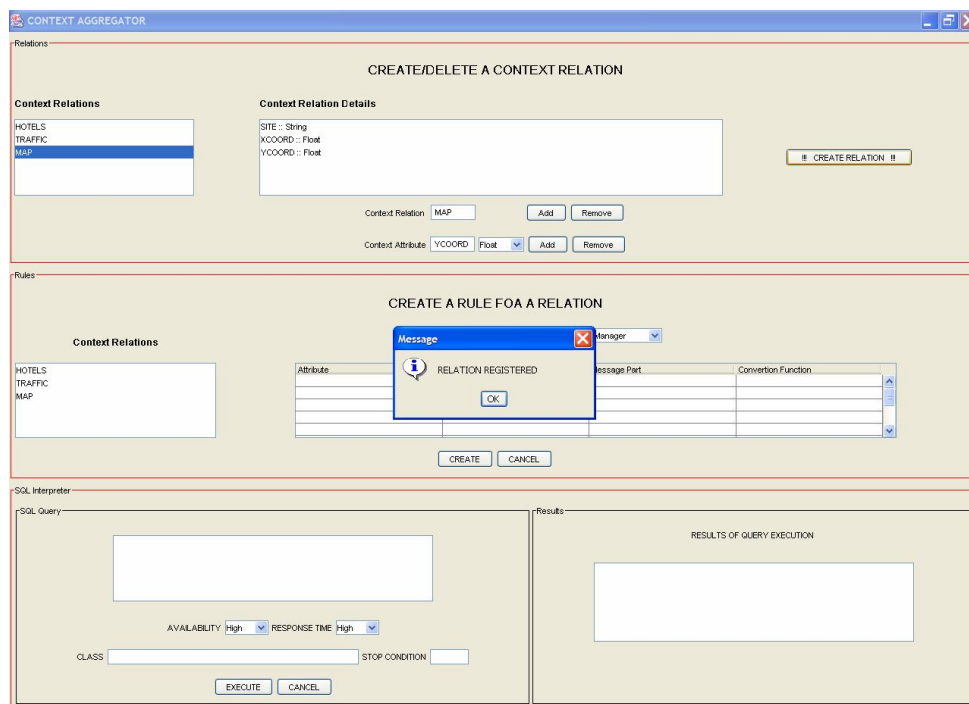 CONTEXT AGGREGATOR
Relations
CREATE/DELETE A CONTEXT RELATION
Context Relations
Context Relation Details
HOTELS
TRAFFIC
MAP
SITE :: String
XCOORD :: Float
YCOORD :: Float
!! CREATE RELATION !!
Context Relation MAP Add Remove
Context Attribute YCOORD Float Add Remove
Rules
CREATE A RULE FOA A RELATION
Context Relations
Manager
Message
RELATION REGISTERED
OK
HOTELS
TRAFFIC
MAP
Attribute Message Part Convertion Function
CREATE CANCEL
SQL Interpreter
SQL Query
AVAILABILITY High RESPONSE TIME High
CLASS STOP CONDITION
EXECUTE CANCEL
Results
RESULTS OF QUERY EXECUTION